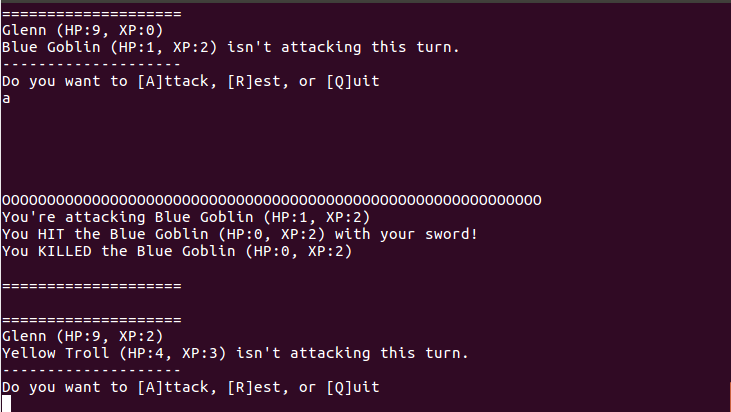 ====================
Glenn (HP:9, XP:0)
Blue Goblin (HP:1, XP:2) isn't attacking this turn.
--------------------
Do you want to [A]ttack, [R]est, or [Q]uit
a
OOOOOOOOOOOOOOOOOOOOOOOOOOOOOOOOOOOOOOOOOOOOOOOOOOOOOOOOOOOO
You're attacking Blue Goblin (HP:1, XP:2)
You HIT the Blue Goblin (HP:0, XP:2) with your sword!
You KILLED the Blue Goblin (HP:0, XP:2)
====================
====================
Glenn (HP:9, XP:2)
Yellow Troll (HP:4, XP:3) isn't attacking this turn.
--------------------
Do you want to [A]ttack, [R]est, or [Q]uit